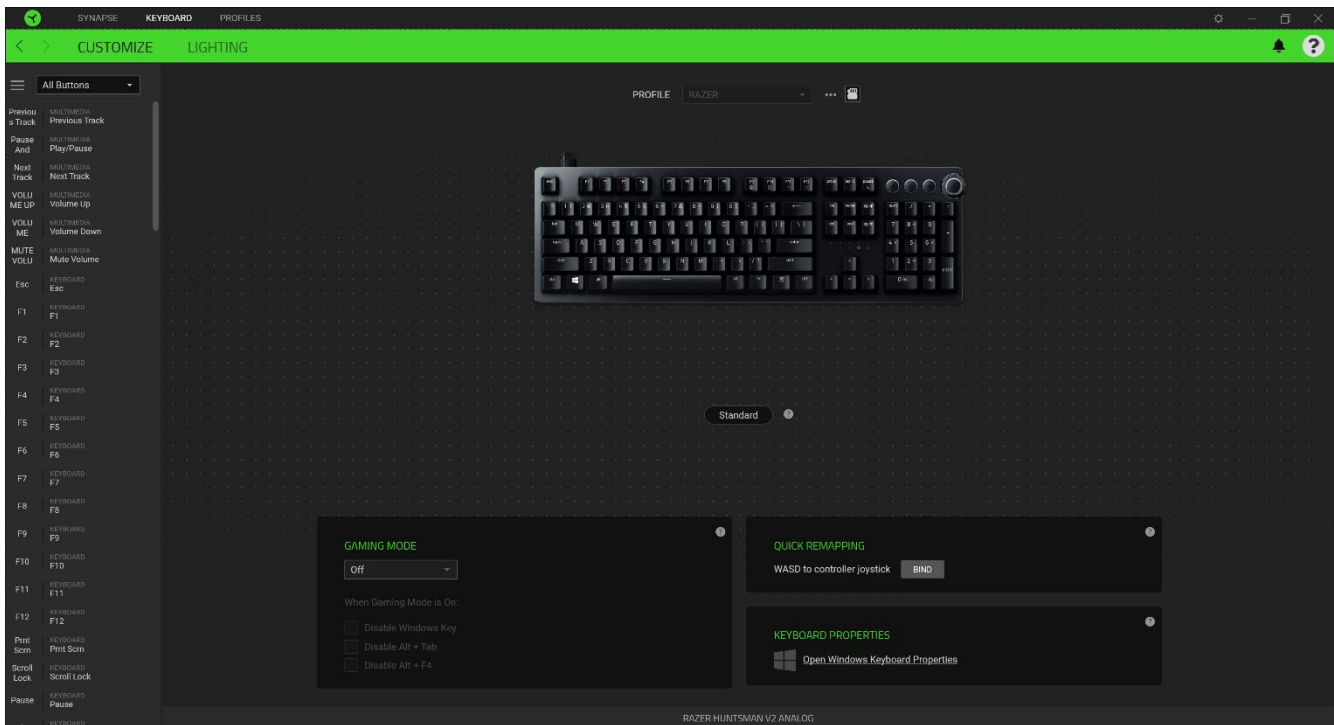 SYNAPSE KEYBOARD PROFILES
CUSTOMIZE LIGHTING
All Buttons
PROFILE RAZER
Previou
s Track
MULTIMEDIA
Previous Track
Pause
And
MULTIMEDIA
Play/Pause
Next
Track
MULTIMEDIA
Next Track
VOLU
ME UP
MULTIMEDIA
Volume Up
VOLU
ME
MULTIMEDIA
Volume Down
MUTE
VOLU
MULTIMEDIA
Mute Volume
Esc
KEYBOARD
Esc
F1
KEYBOARD
F1
F2
KEYBOARD
F2
F3
KEYBOARD
F3
F4
KEYBOARD
F4
F5
KEYBOARD
F5
F6
KEYBOARD
F6
F7
KEYBOARD
F7
F8
KEYBOARD
F8
F9
KEYBOARD
F9
F10
KEYBOARD
F10
F11
KEYBOARD
F11
F12
KEYBOARD
F12
Prnt
Scrn
KEYBOARD
Prnt Scrn
Scroll
Lock
KEYBOARD
Scroll Lock
Pause
KEYBOARD
Pause
KEYBOARD
Standard
GAMING MODE
Off
When Gaming Mode is On:
Disable Windows Key
Disable Alt + Tab
Disable Alt + F4
QUICK REMAPPING
WASD to controller joystick BIND
KEYBOARD PROPERTIES
Open Windows Keyboard Properties
RAZER HUNTSMAN V2 ANALOG